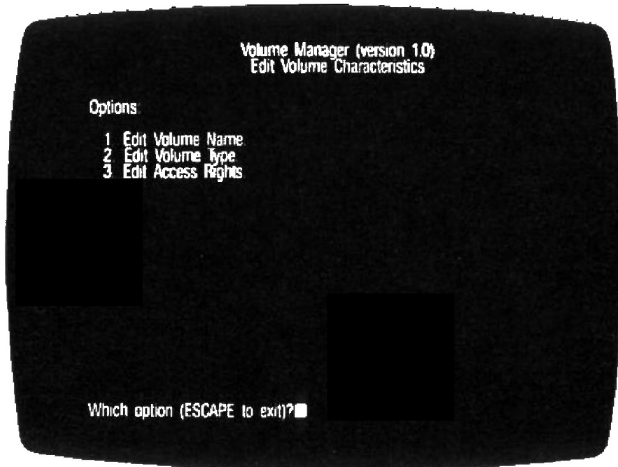 Volume Manager (version 1.0)
Edit Volume Characteristics
Options:
1 Edit Volume Name
2 Edit Volume Type
3 Edit Access Rights
Which option (ESCAPE to exit)?